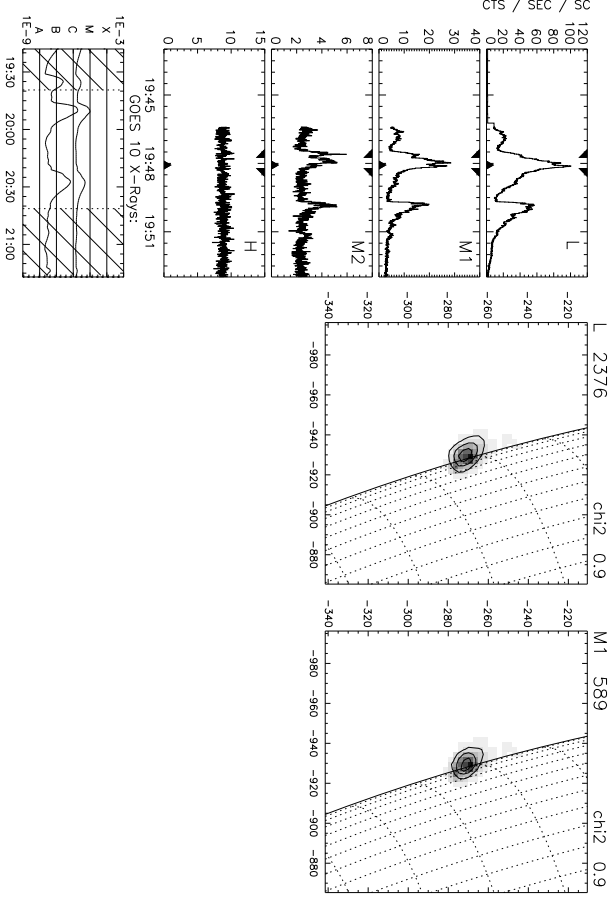 CTS / SEC / SC
0 20 40 60 80 100 120
L
0 10 20 30 40
M1
0 2 4 6 8
M2
0 5 10 15
H
19:45 19:48 19:51
GOES 10 X-Rays:
1E-9 1E-3
A B C M X
19:30 20:00 20:30 21:00
L 2376 chi2 0.9
-340 -320 -300 -280 -260 -240 -220
-980 -960 -940 -920 -900 -880
M1 589 chi2 0.9
-340 -320 -300 -280 -260 -240 -220
-980 -960 -940 -920 -900 -880